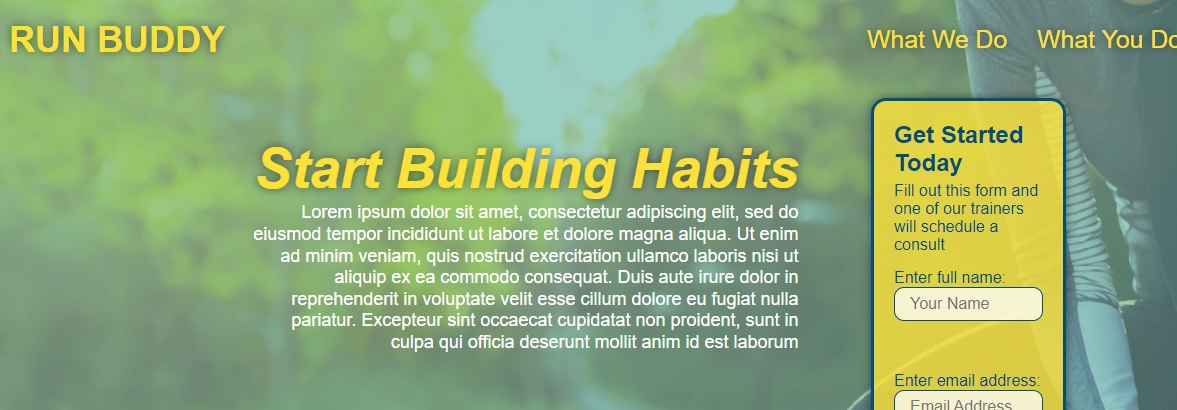 RUN BUDDY
What We Do What You Do
Start Building Habits
Lorem ipsum dolor sit amet, consectetur adipiscing elit, sed do
eiusmod tempor incididunt ut labore et dolore magna aliqua. Ut enim
ad minim veniam, quis nostrud exercitation ullamco laboris nisi ut
aliquip ex ea commodo consequat. Duis aute irure dolor in
reprehenderit in voluptate velit esse cillum dolore eu fugiat nulla
pariatur. Excepteur sint occaecat cupidatat non proident, sunt in
culpa qui officia deserunt mollit anim id est laborum
Get Started
Today
Fill out this form and
one of our trainers
will schedule a
consult
Enter full name:
Your Name
Enter email address:
Email Address